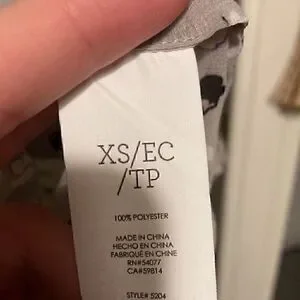 XS/EC
/TP
100% POLYESTER
MADE IN CHINA
HECHO EN CHINA
FABRIQUÉ EN CHINE
RN#54077
CA#59814
STYLE# 5204